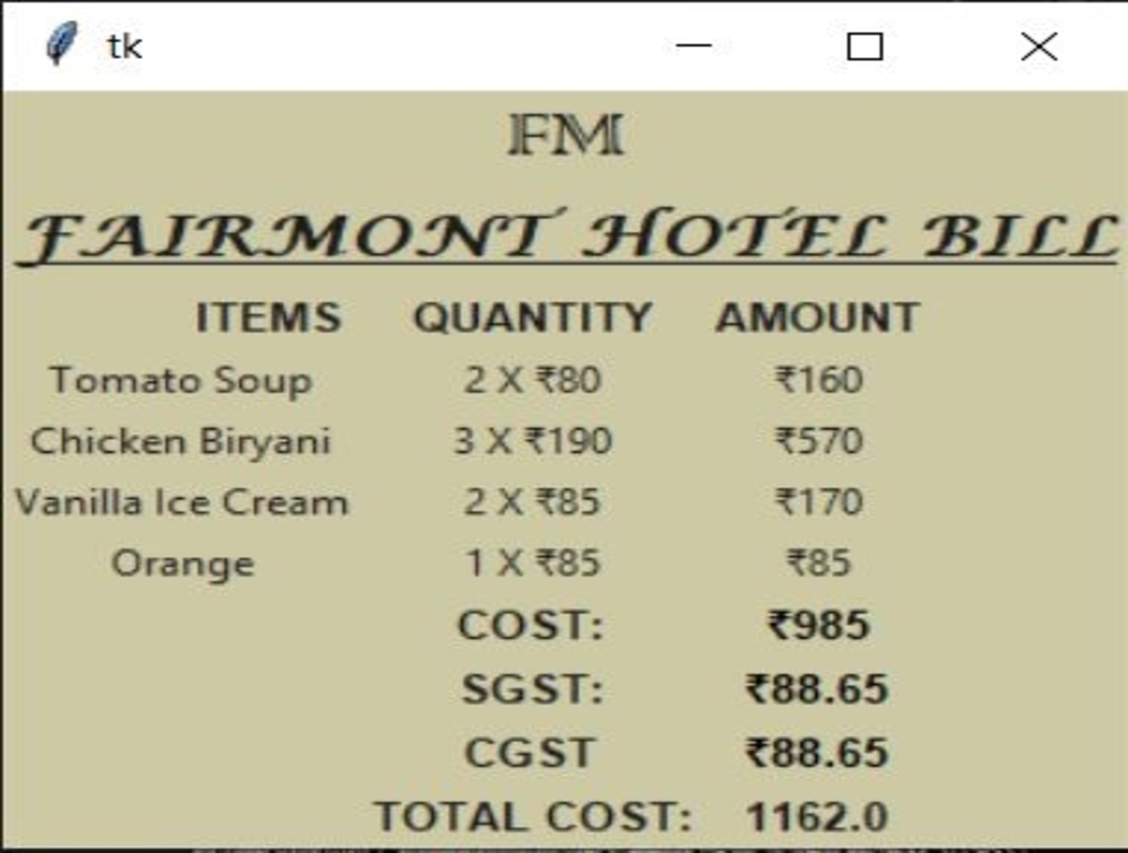 tk
FM
FAIRMONT HOTEL BILL
ITEMS QUANTITY AMOUNT
Tomato Soup 2 X ₹80 ₹160
Chicken Biryani 3 X ₹190 ₹570
Vanilla Ice Cream 2 X ₹85 ₹170
Orange 1 X ₹85 ₹85
COST: ₹985
SGST: ₹88.65
CGST ₹88.65
TOTAL COST: 1162.0